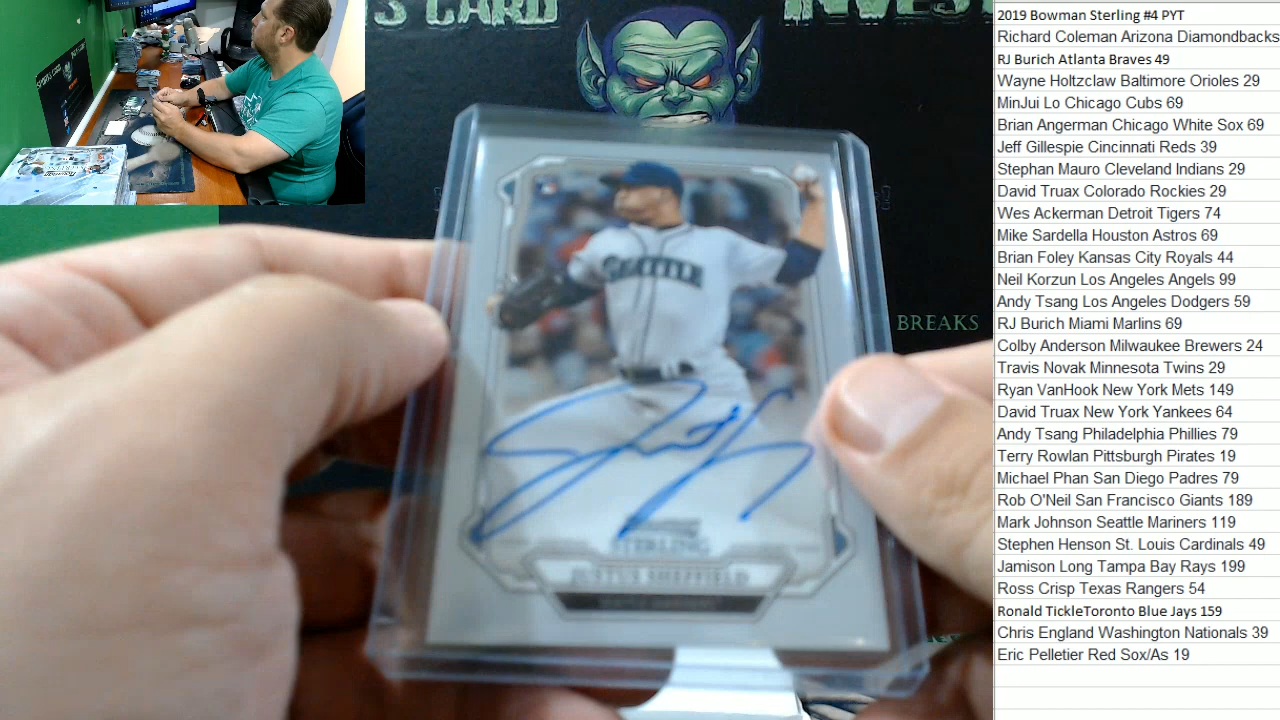 S CARD INVES
BREAKS
SEATTLE
STERLING
JUSTUS SHEFFIELD
2019 Bowman Sterling #4 PYT
Richard Coleman Arizona Diamondbacks
RJ Burich Atlanta Braves 49
Wayne Holtzclaw Baltimore Orioles 29
MinJui Lo Chicago Cubs 69
Brian Angerman Chicago White Sox 69
Jeff Gillespie Cincinnati Reds 39
Stephan Mauro Cleveland Indians 29
David Truax Colorado Rockies 29
Wes Ackerman Detroit Tigers 74
Mike Sardella Houston Astros 69
Brian Foley Kansas City Royals 44
Neil Korzun Los Angeles Angels 99
Andy Tsang Los Angeles Dodgers 59
RJ Burich Miami Marlins 69
Colby Anderson Milwaukee Brewers 24
Travis Novak Minnesota Twins 29
Ryan VanHook New York Mets 149
David Truax New York Yankees 64
Andy Tsang Philadelphia Phillies 79
Terry Rowlan Pittsburgh Pirates 19
Michael Phan San Diego Padres 79
Rob O'Neil San Francisco Giants 189
Mark Johnson Seattle Mariners 119
Stephen Henson St. Louis Cardinals 49
Jamison Long Tampa Bay Rays 199
Ross Crisp Texas Rangers 54
Ronald TickleToronto Blue Jays 159
Chris England Washington Nationals 39
Eric Pelletier Red Sox/As 19